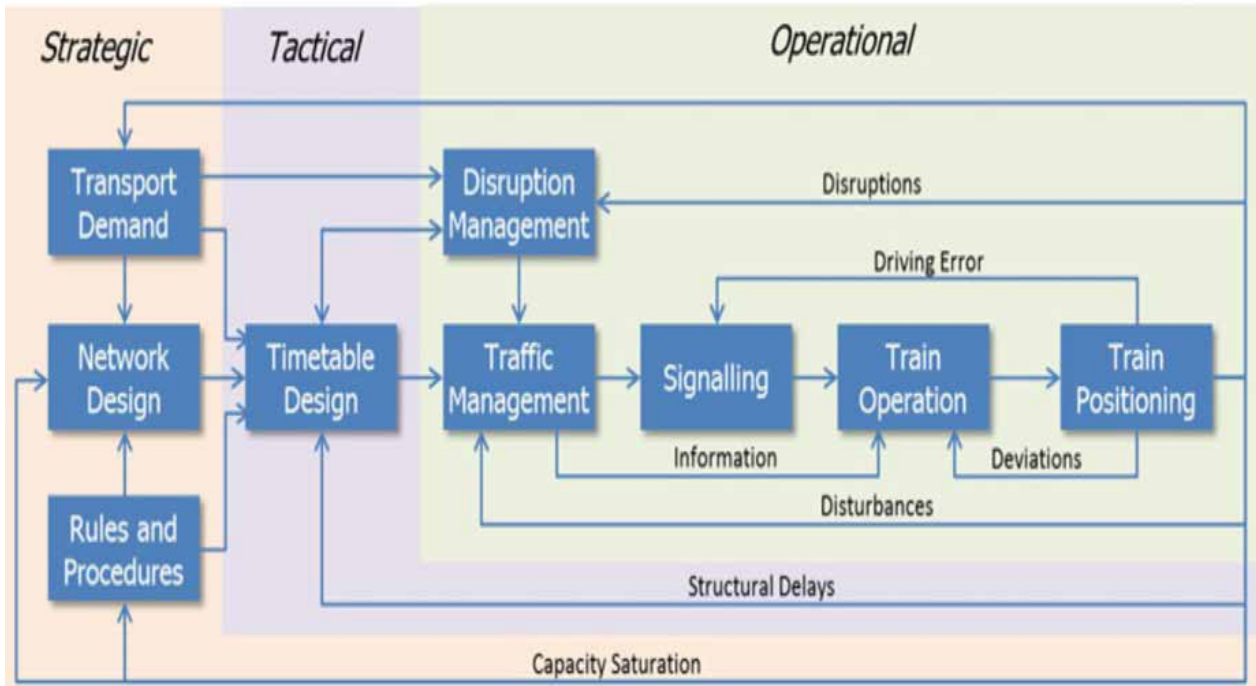 Strategic
Tactical
Operational
Transport
Demand
Disruption
Management
Disruptions
Driving Error
Network
Design
Timetable
Design
Traffic
Management
Signalling
Train
Operation
Train
Positioning
Information
Deviations
Disturbances
Rules and
Procedures
Structural Delays
Capacity Saturation